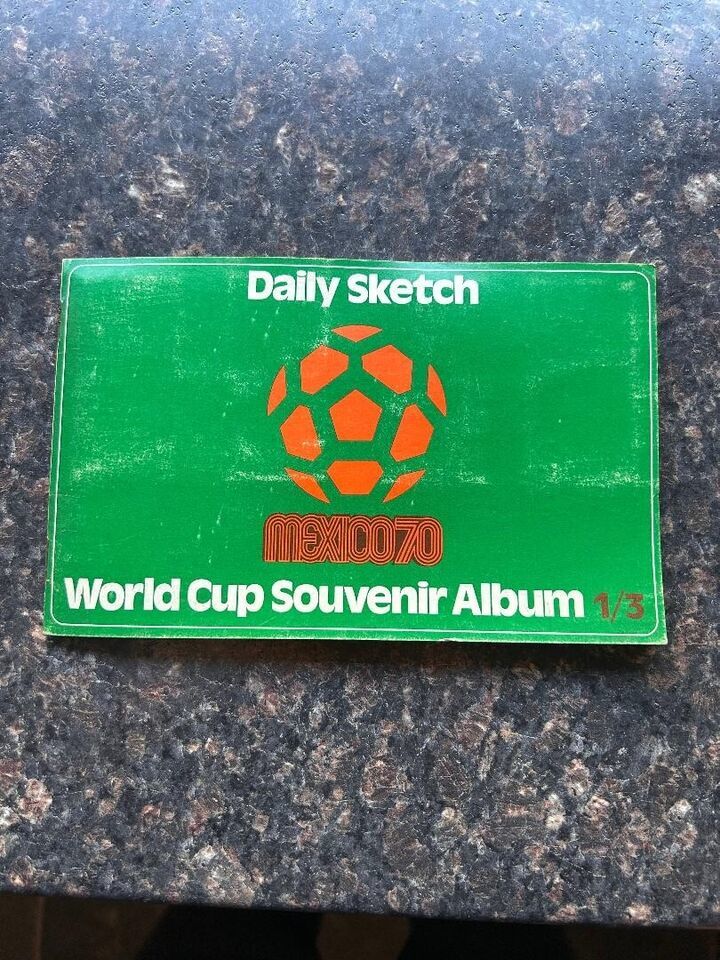 Daily Sketch
MEXICO70
World Cup Souvenir Album 1/3